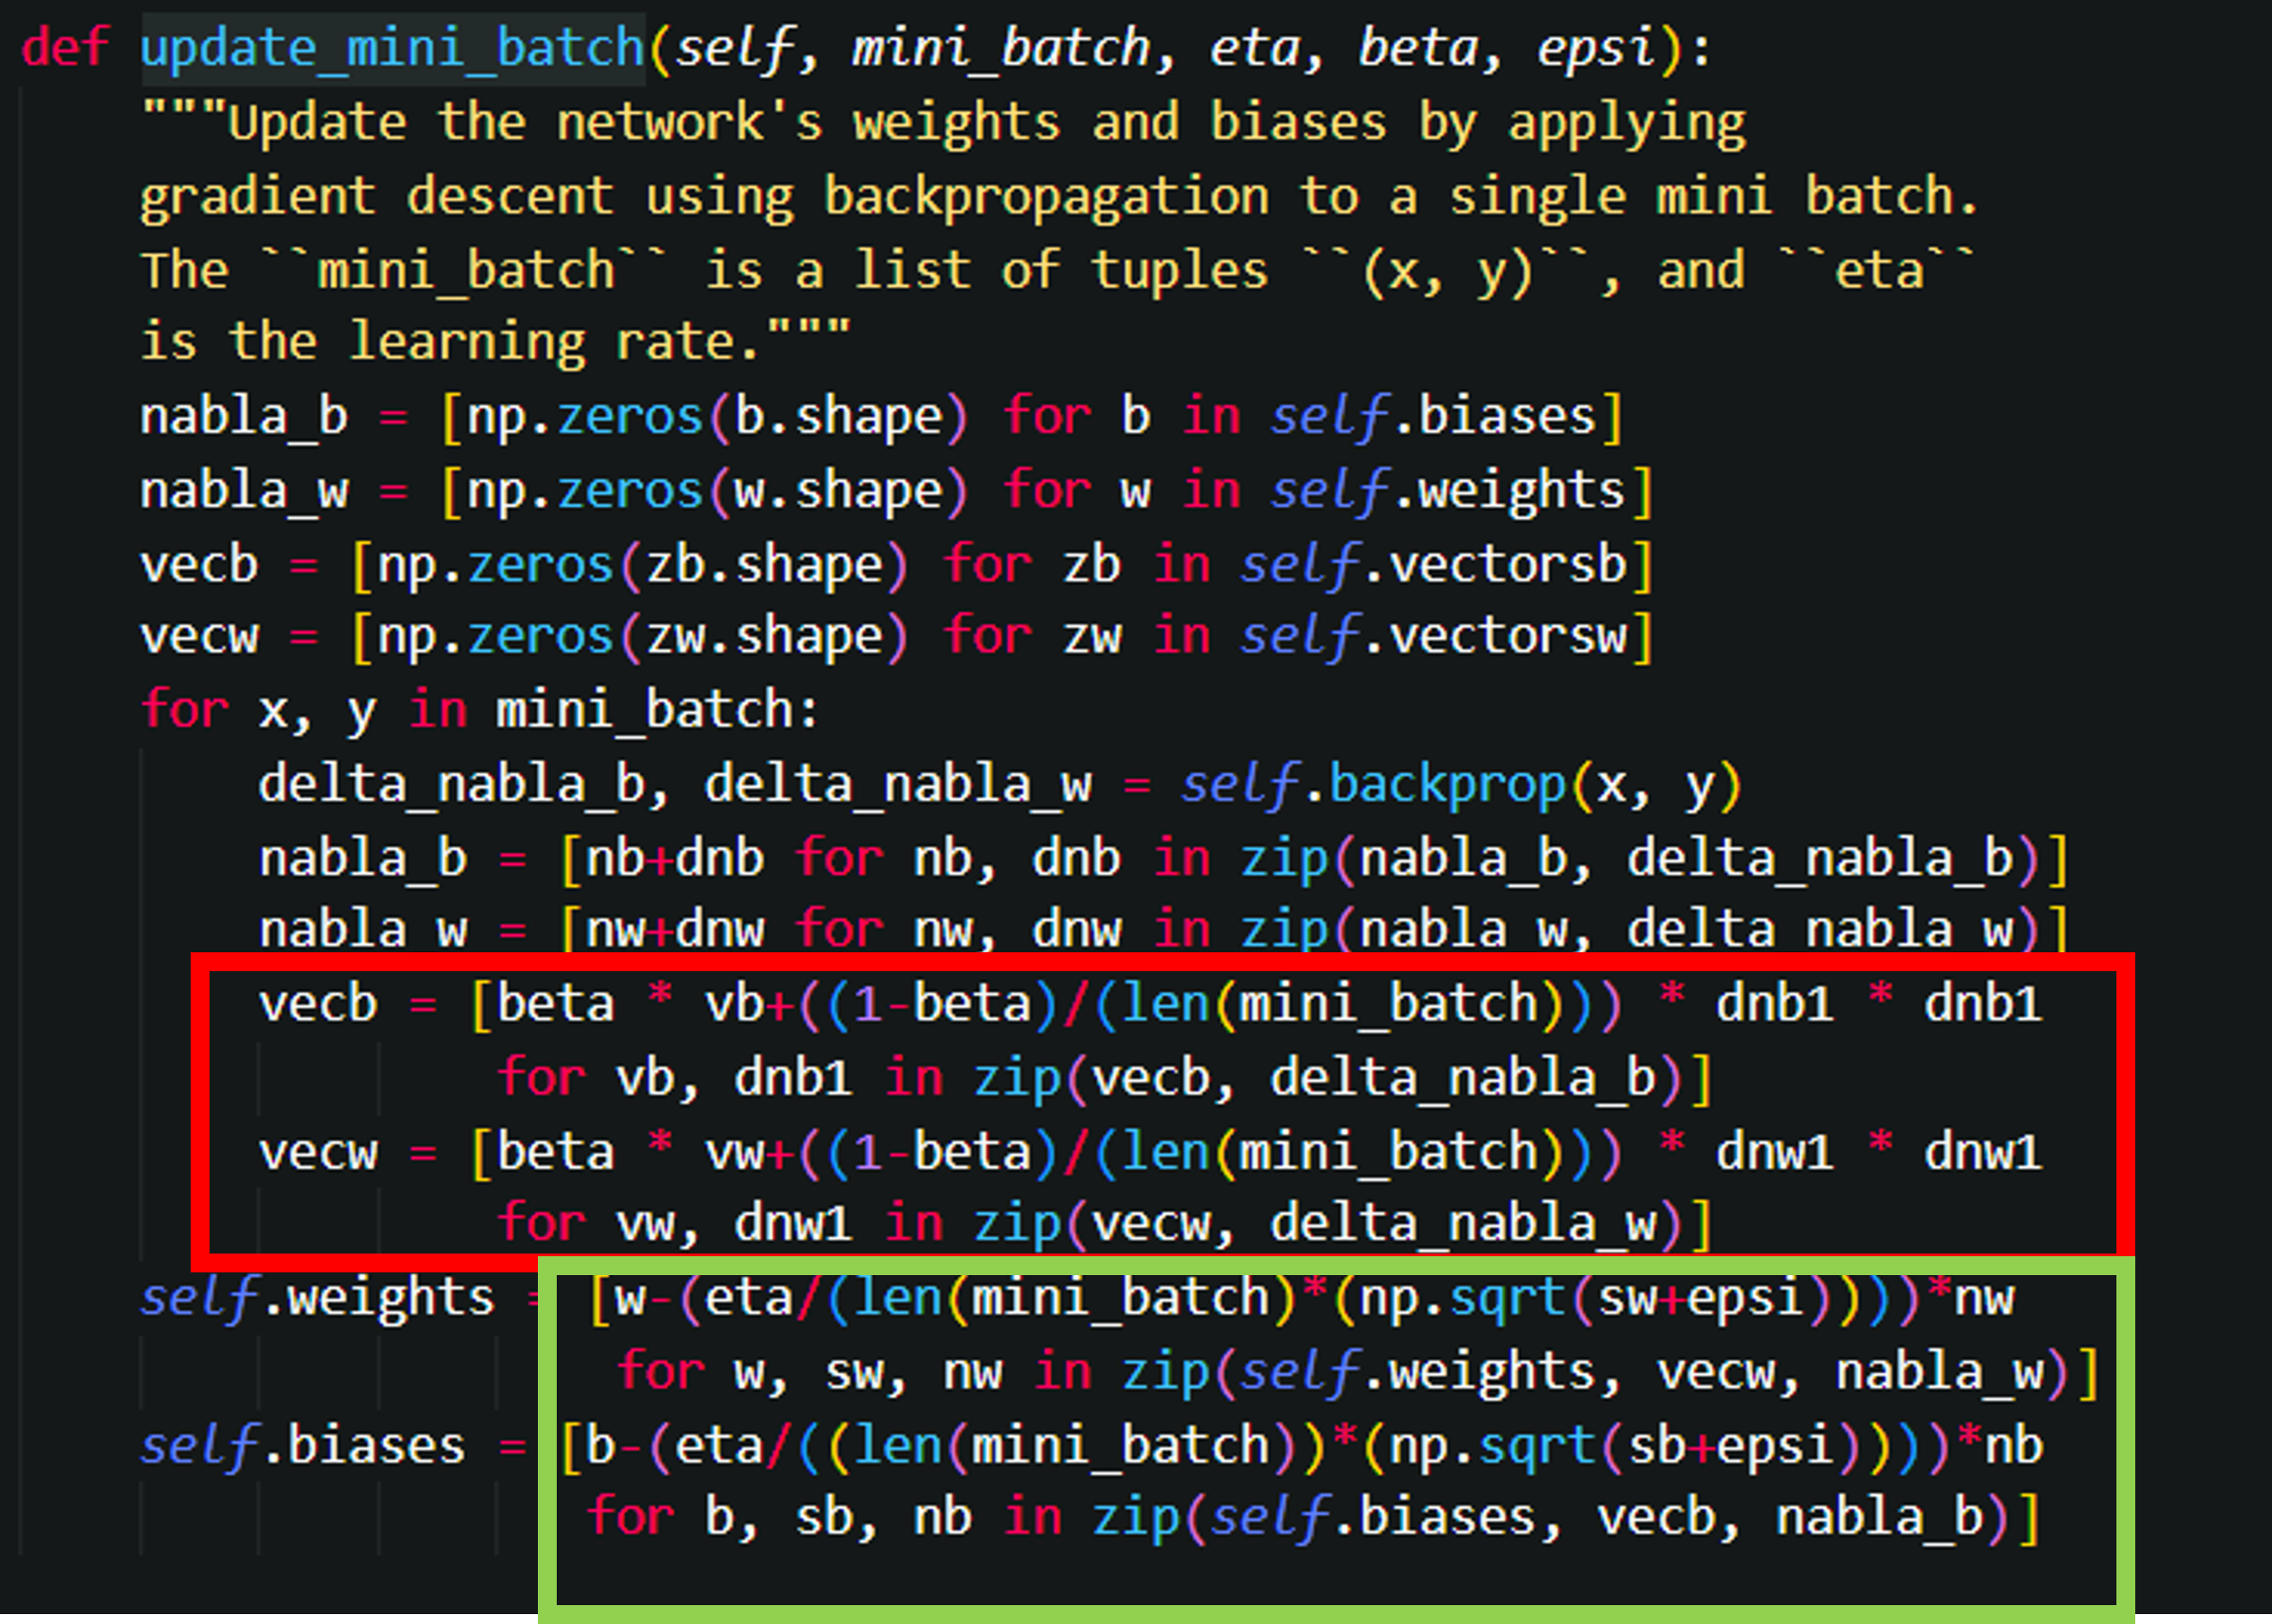 def update_mini_batch(self, mini_batch, eta, beta, epsi):
"""Update the network's weights and biases by applying
gradient descent using backpropagation to a single mini batch.
The ``mini_batch`` is a list of tuples ``(x, y)``, and ``eta``
is the learning rate."""
nabla_b = [np.zeros(b.shape) for b in self.biases]
nabla_w = [np.zeros(w.shape) for w in self.weights]
vecb = [np.zeros(zb.shape) for zb in self.vectorsb]
vecw = [np.zeros(zw.shape) for zw in self.vectorsw]
for x, y in mini_batch:
delta_nabla_b, delta_nabla_w = self.backprop(x, y)
nabla_b = [nb+dnb for nb, dnb in zip(nabla_b, delta_nabla_b)]
nabla_w = [nw+dnw for nw, dnw in zip(nabla_w, delta_nabla_w)]
vecb = [beta * vb+((1-beta)/(len(mini_batch))) * dnb1 * dnb1
for vb, dnb1 in zip(vecb, delta_nabla_b)]
vecw = [beta * vw+((1-beta)/(len(mini_batch))) * dnw1 * dnw1
for vw, dnw1 in zip(vecw, delta_nabla_w)]
self.weights = [w-(eta/(len(mini_batch)*(np.sqrt(sw+epsi))))*nw
for w, sw, nw in zip(self.weights, vecw, nabla_w)]
self.biases = [b-(eta/((len(mini_batch))*(np.sqrt(sb+epsi))))*nb
for b, sb, nb in zip(self.biases, vecb, nabla_b)]